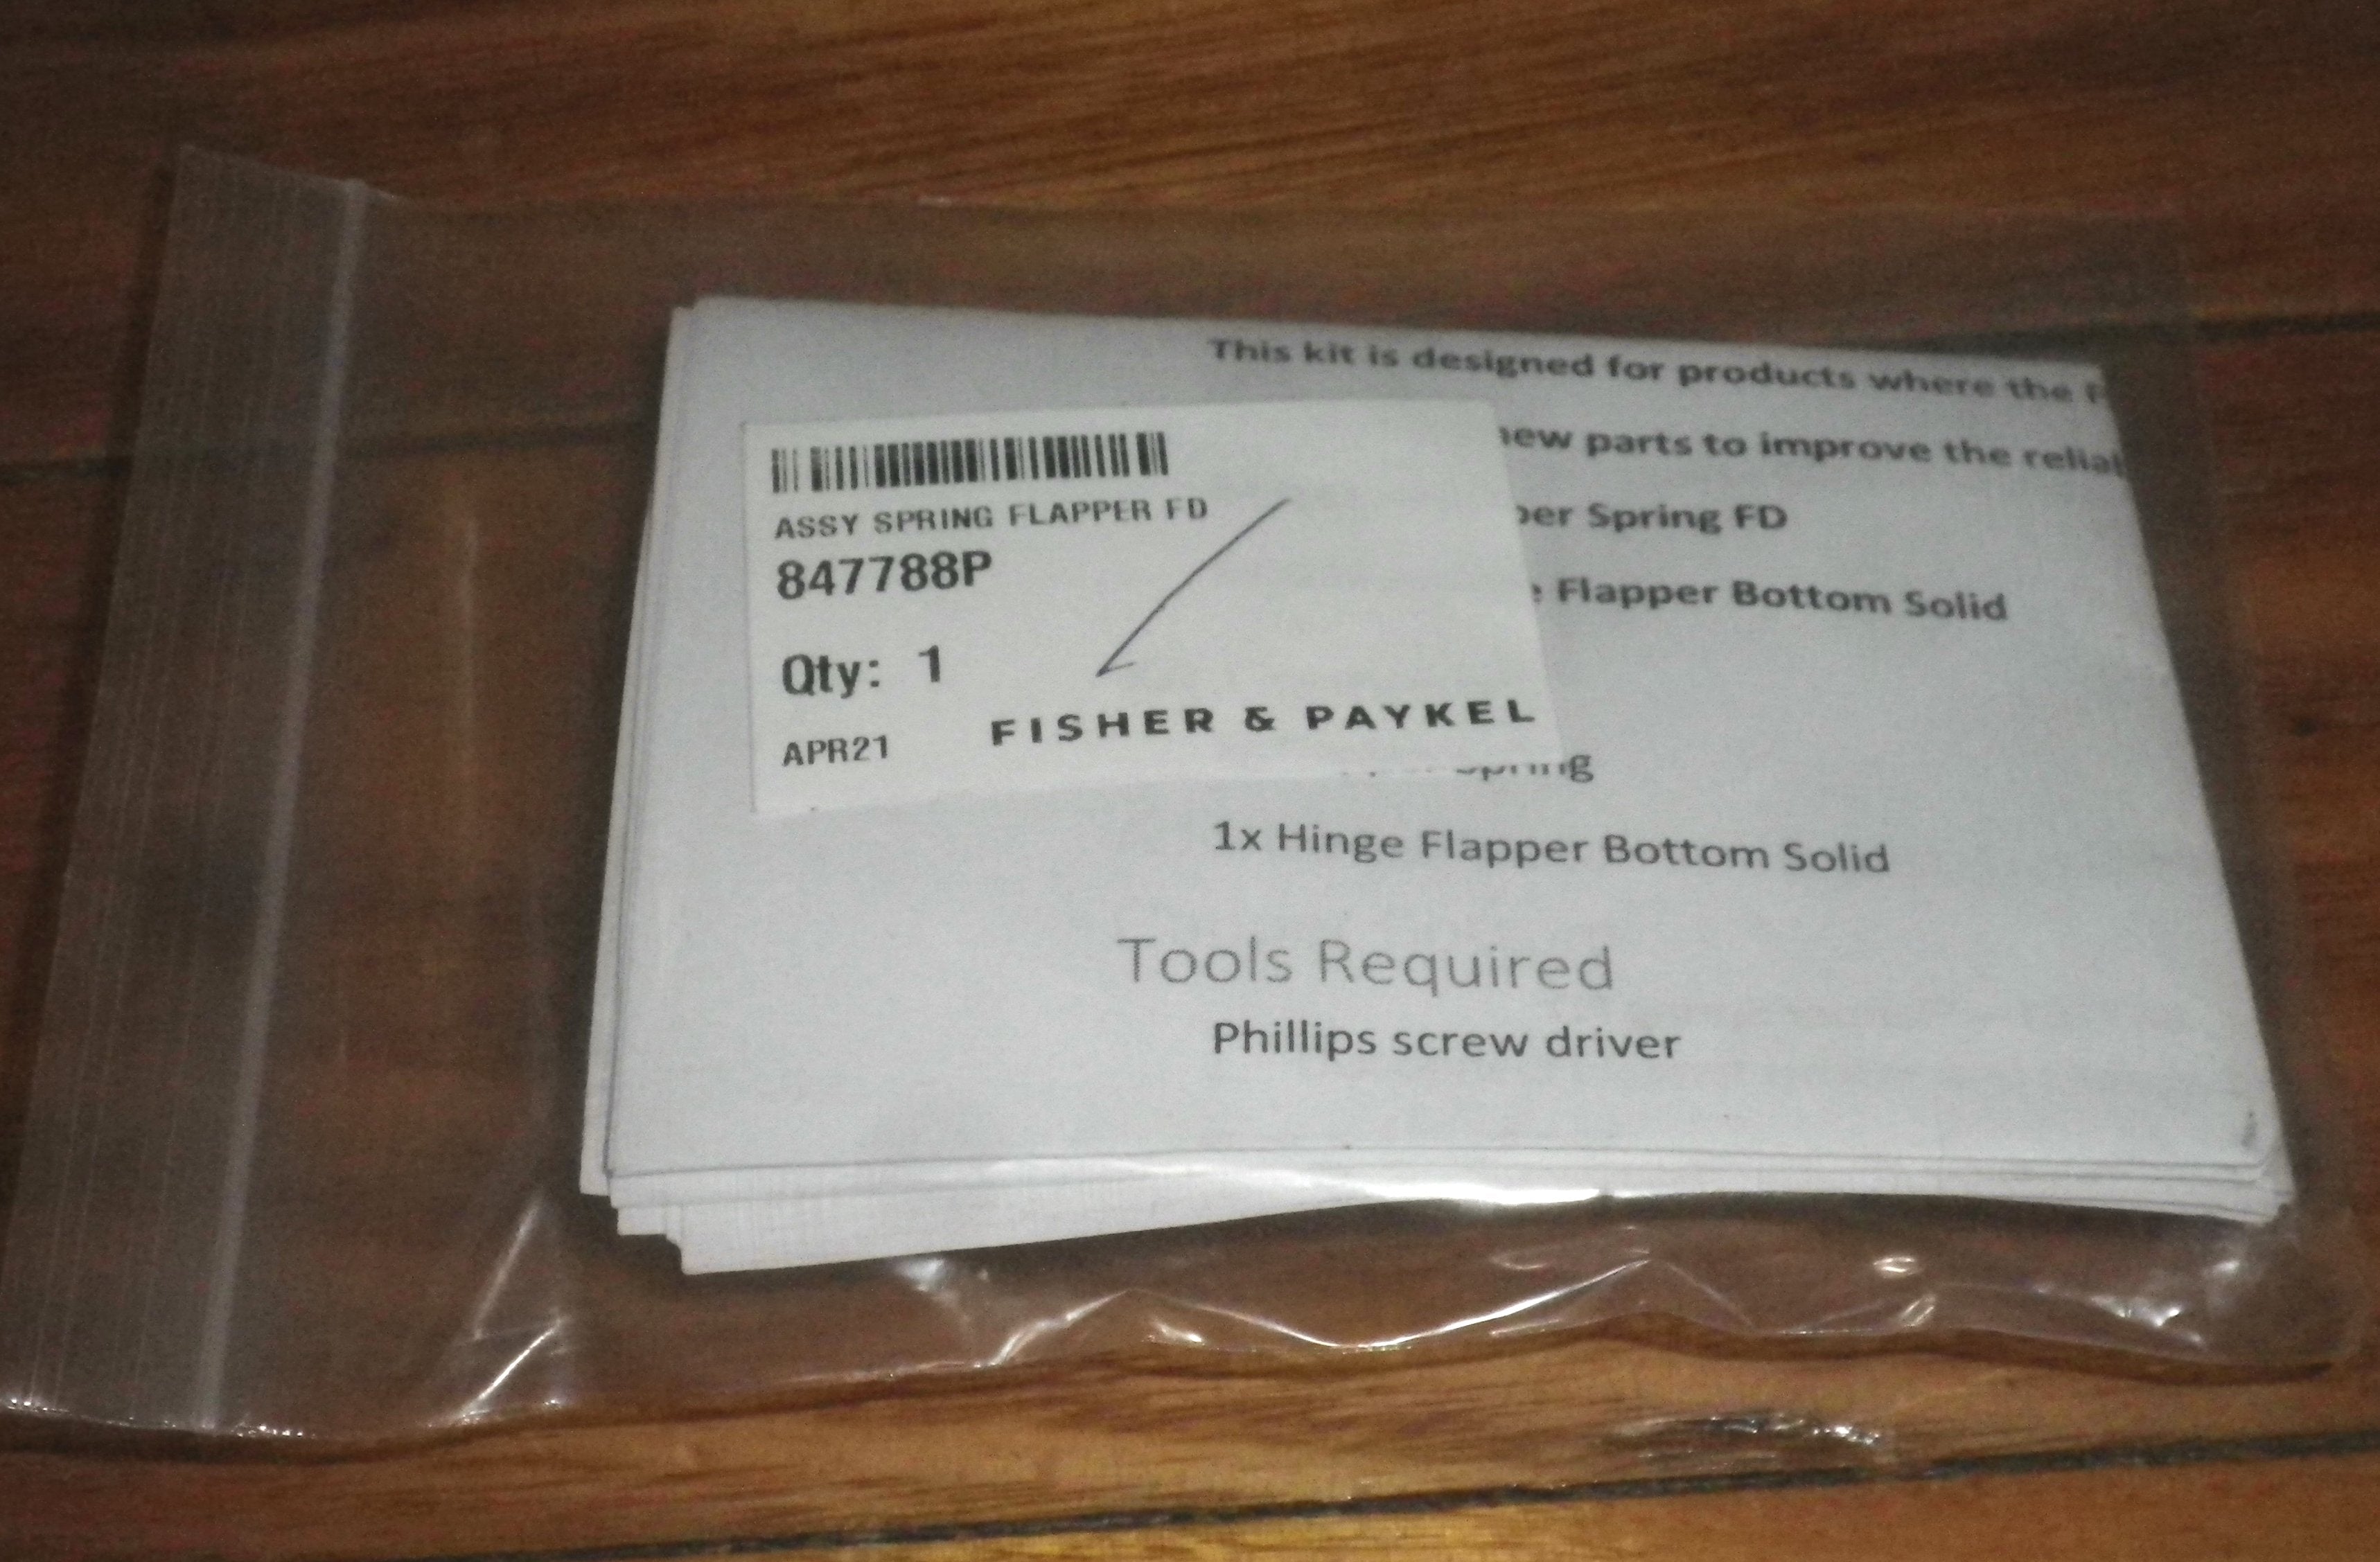 This kit is designed for products where the
parts to improve the
ASSY SPRING FLAPPER FD
Spring FD
847788P
Flapper Bottom Solid
Qty: 1
APR21
FISHER & PAYKEL
1x Hinge Flapper Bottom Solid
Tools Required
Phillips screw driver